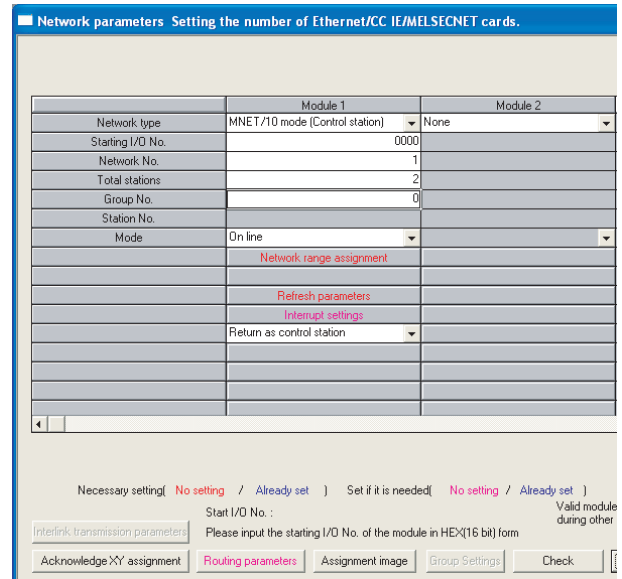 Network parameters Setting the number of Ethernet/CC IE/MELSECNET cards.
Module 1 Module 2
Network type MNET/10 mode (Control station) None
Starting I/O No. 0000
Network No. 1
Total stations 2
Group No. 0
Station No.
Mode On line
Network range assignment
Refresh parameters
Interrupt settings
Return as control station
Necessary setting( No setting / Already set ) Set if it is needed( No setting / Already set )
Start I/O No. : Valid module
during other
Interlink transmission parameters Please input the starting I/O No. of the module in HEX(16 bit) form
Acknowledge XY assignment Routing parameters Assignment image Group Settings Check